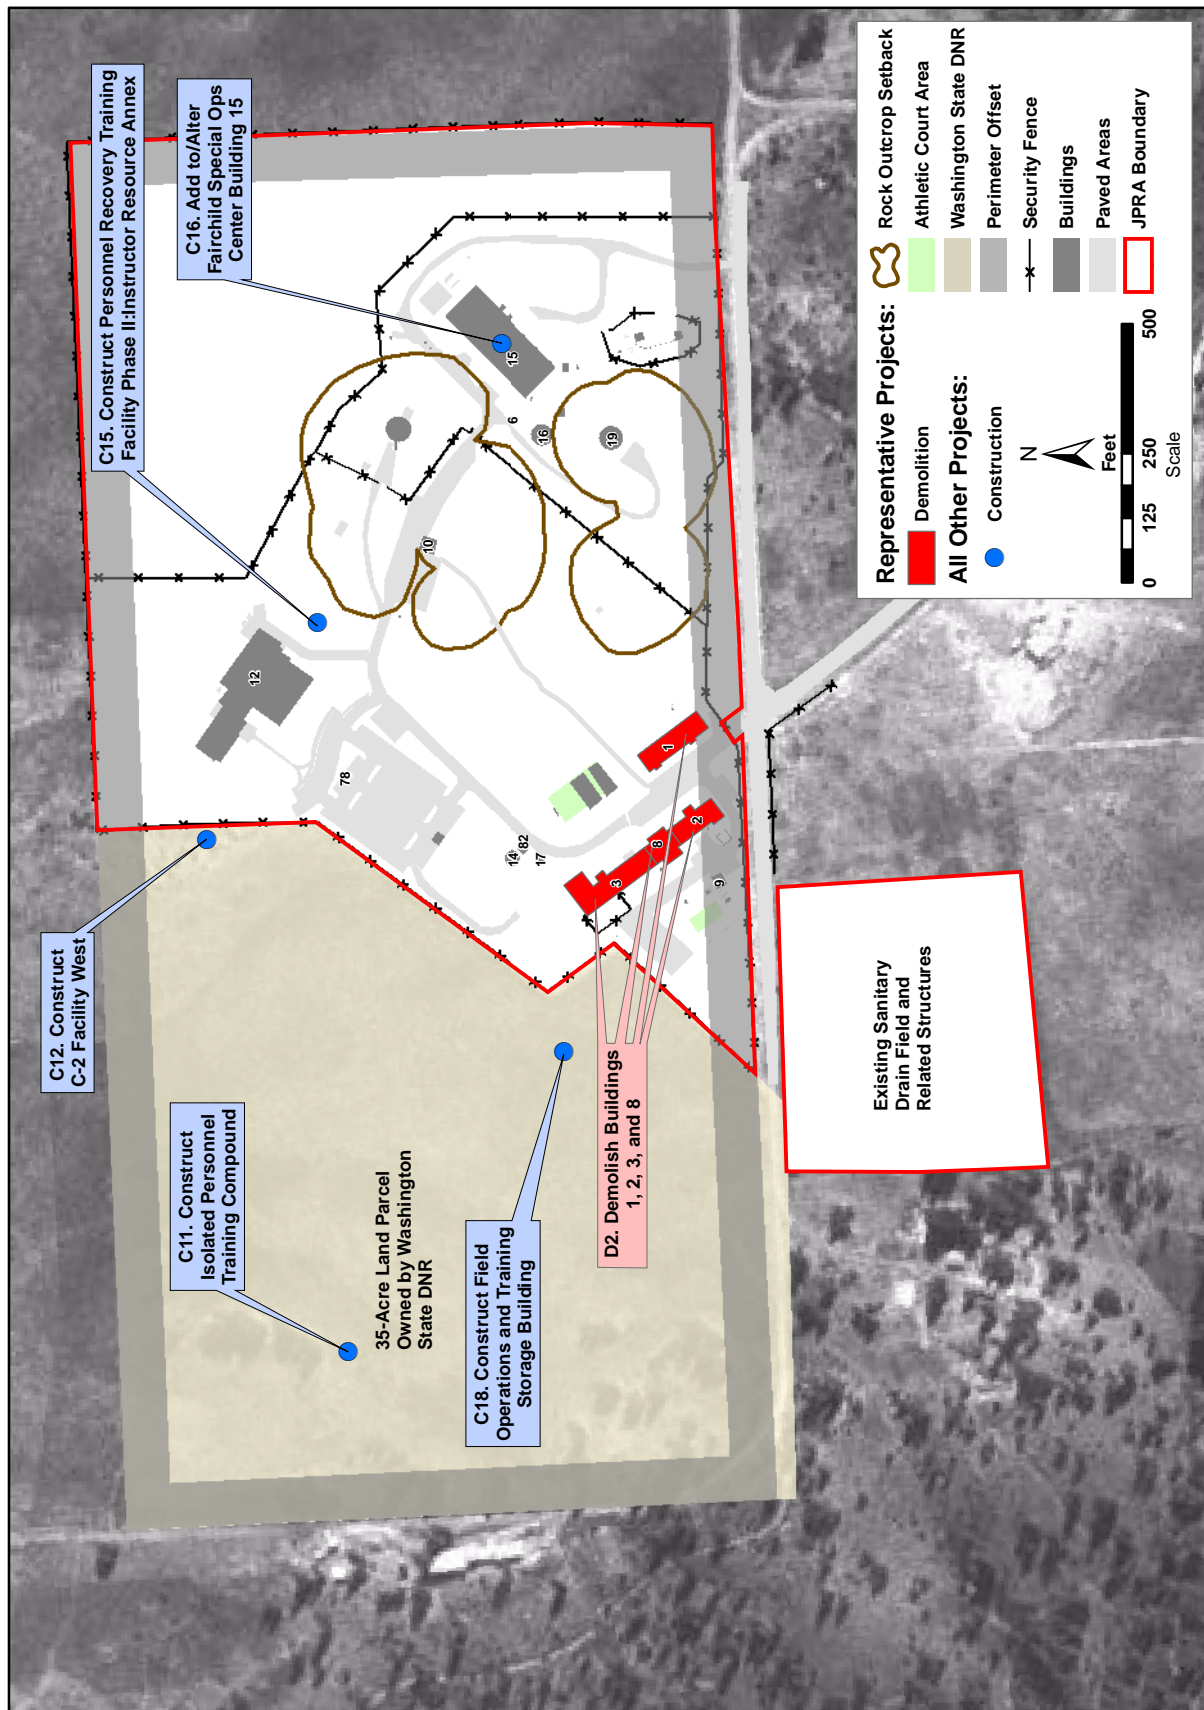 C11. Construct
Isolated Personnel
Training Compound
35-Acre Land Parcel
Owned by Washington
State DNR
C18. Construct Field
Operations and Training
Storage Building
C12. Construct
C-2 Facility West
D2. Demolish Buildings
1, 2, 3, and 8
Existing Sanitary
Drain Field and
Related Structures
C15. Construct Personnel Recovery Training
Facility Phase II:Instructor Resource Annex
C16. Add to/Alter
Fairchild Special Ops
Center Building 15
12
78
14
82
17
3
8
2
9
1
10
6
16
19
15
Representative Projects:
Demolition
All Other Projects:
Construction
N
Feet
0
125
250
500
Scale
Rock Outcrop Setback
Athletic Court Area
Washington State DNR
Perimeter Offset
Security Fence
Buildings
Paved Areas
JPRA Boundary